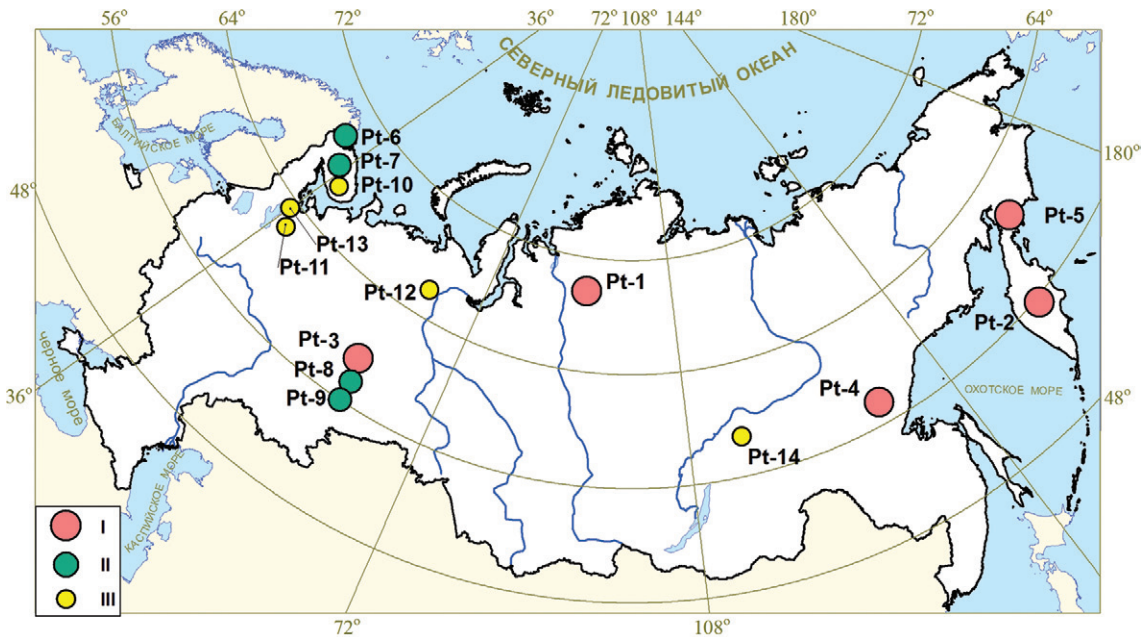 56° 64° 72° 36° 72° 108° 144° 180° 72° 64°
СЕВЕРНЫЙ ЛЕДОВИТЫЙ ОКЕАН
БАЛТИЙСКОЕ МОРЕ
Pt-6
180°
Pt-7
48°
Pt-10
Pt-5
Pt-13
Pt-11
Pt-1
Pt-12
Pt-2
Pt-3
черное море
Pt-8
Pt-4
ОХОТСКОЕ МОРЕ
36°
Pt-9
48°
Pt-14
КАСПИЙСКОЕ МОРЕ
I
II
III
72°
108°